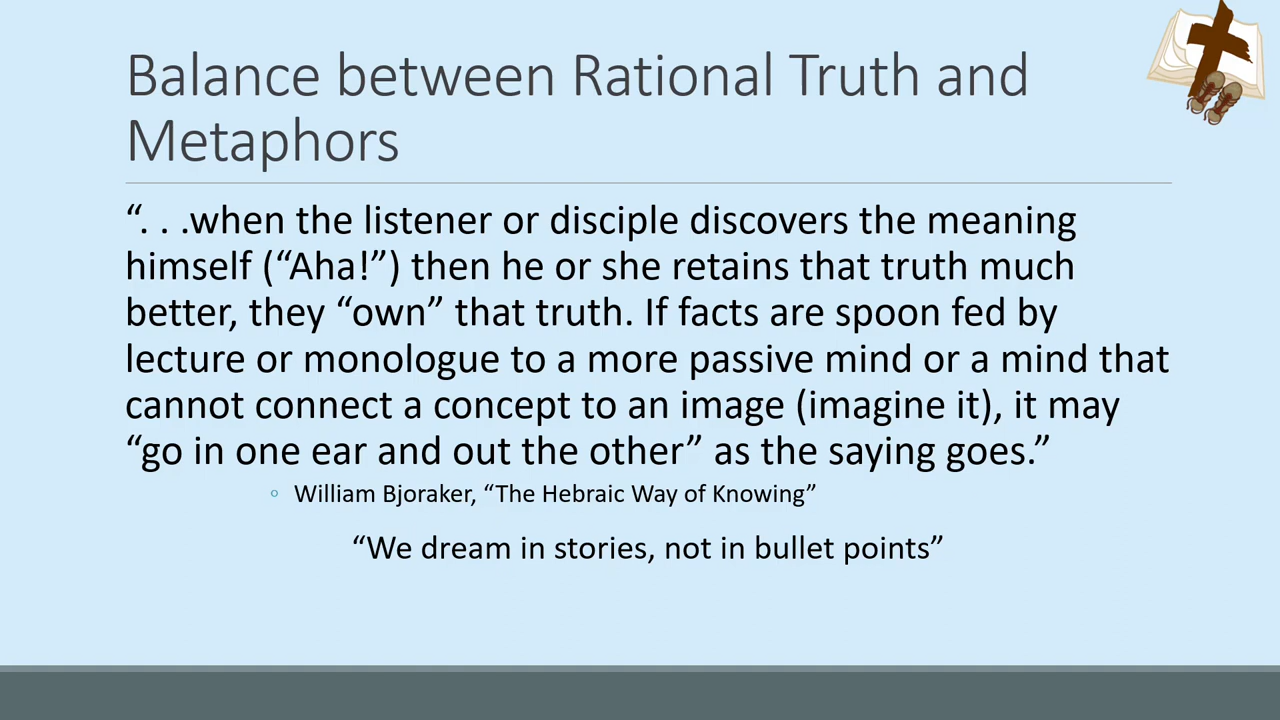 Balance between Rational Truth and
Metaphors
“. . .when the listener or disciple discovers the meaning
himself (“Aha!”) then he or she retains that truth much
better, they “own” that truth. If facts are spoon fed by
lecture or monologue to a more passive mind or a mind that
cannot connect a concept to an image (imagine it), it may
“go in one ear and out the other” as the saying goes.”
◦ William Bjoraker, “The Hebraic Way of Knowing”
“We dream in stories, not in bullet points”